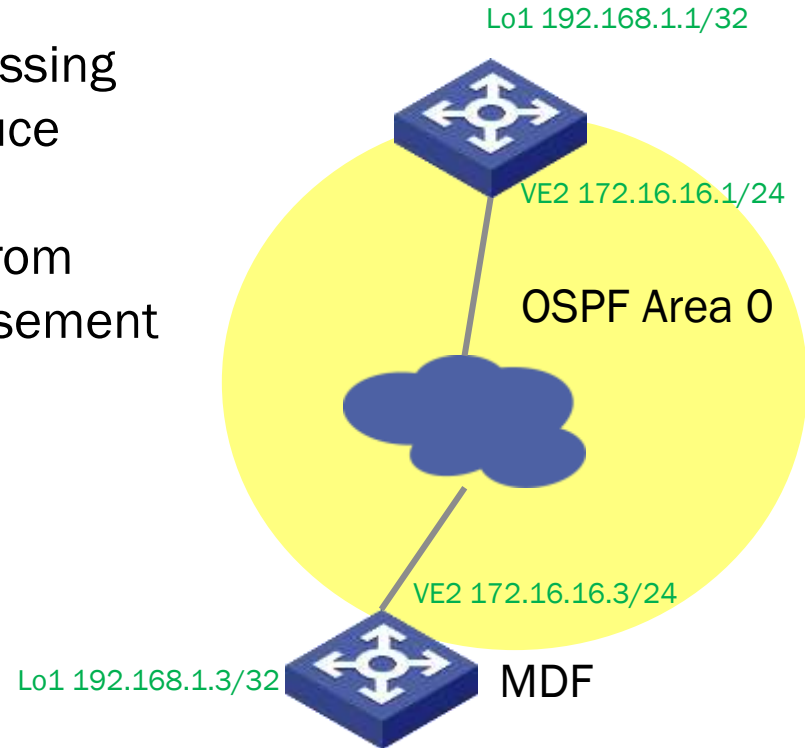 Lo1 192.168.1.1/32
ssing
uce
VE2 172.16.16.1/24
rom
OSPF Area 0
sement
VE2 172.16.16.3/24
Lo1 192.168.1.3/32
MDF